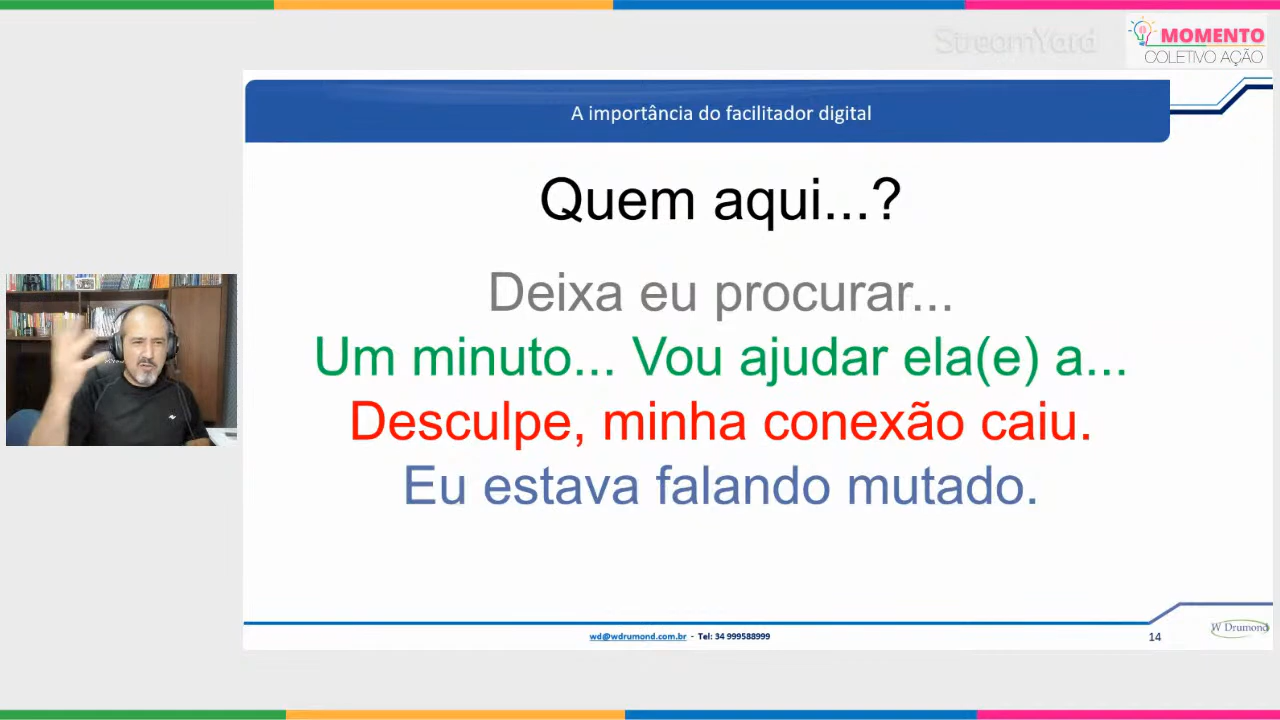 StreamYard
MOMENTO
COLETIVO AÇÃO
A importância do facilitador digital
Quem aqui...?
Deixa eu procurar...
Um minuto... Vou ajudar ela(e) a...
Desculpe, minha conexão caiu.
Eu estava falando mutado.
wd@wdrumond.com.br - Tel: 34 999588999
14
W Drumond